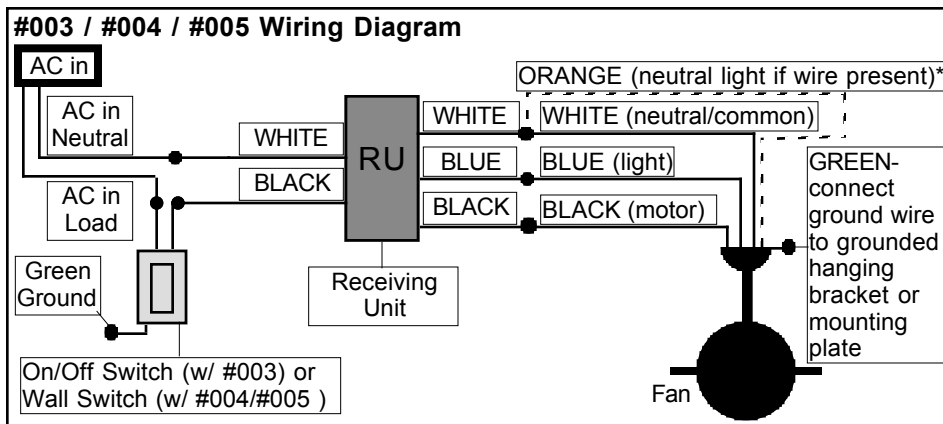 #003 / #004 / #005 Wiring Diagram
AC in
ORANGE (neutral light if wire present)*
AC in
Neutral
WHITE
RU
WHITE
WHITE (neutral/common)
BLUE
BLUE (light)
BLACK
AC in
Load
BLACK
BLACK (motor)
GREEN-
connect
ground wire
to grounded
hanging
bracket or
mounting
plate
Green
Ground
Receiving
Unit
On/Off Switch (w/ #003) or
Wall Switch (w/ #004/#005 )
Fan